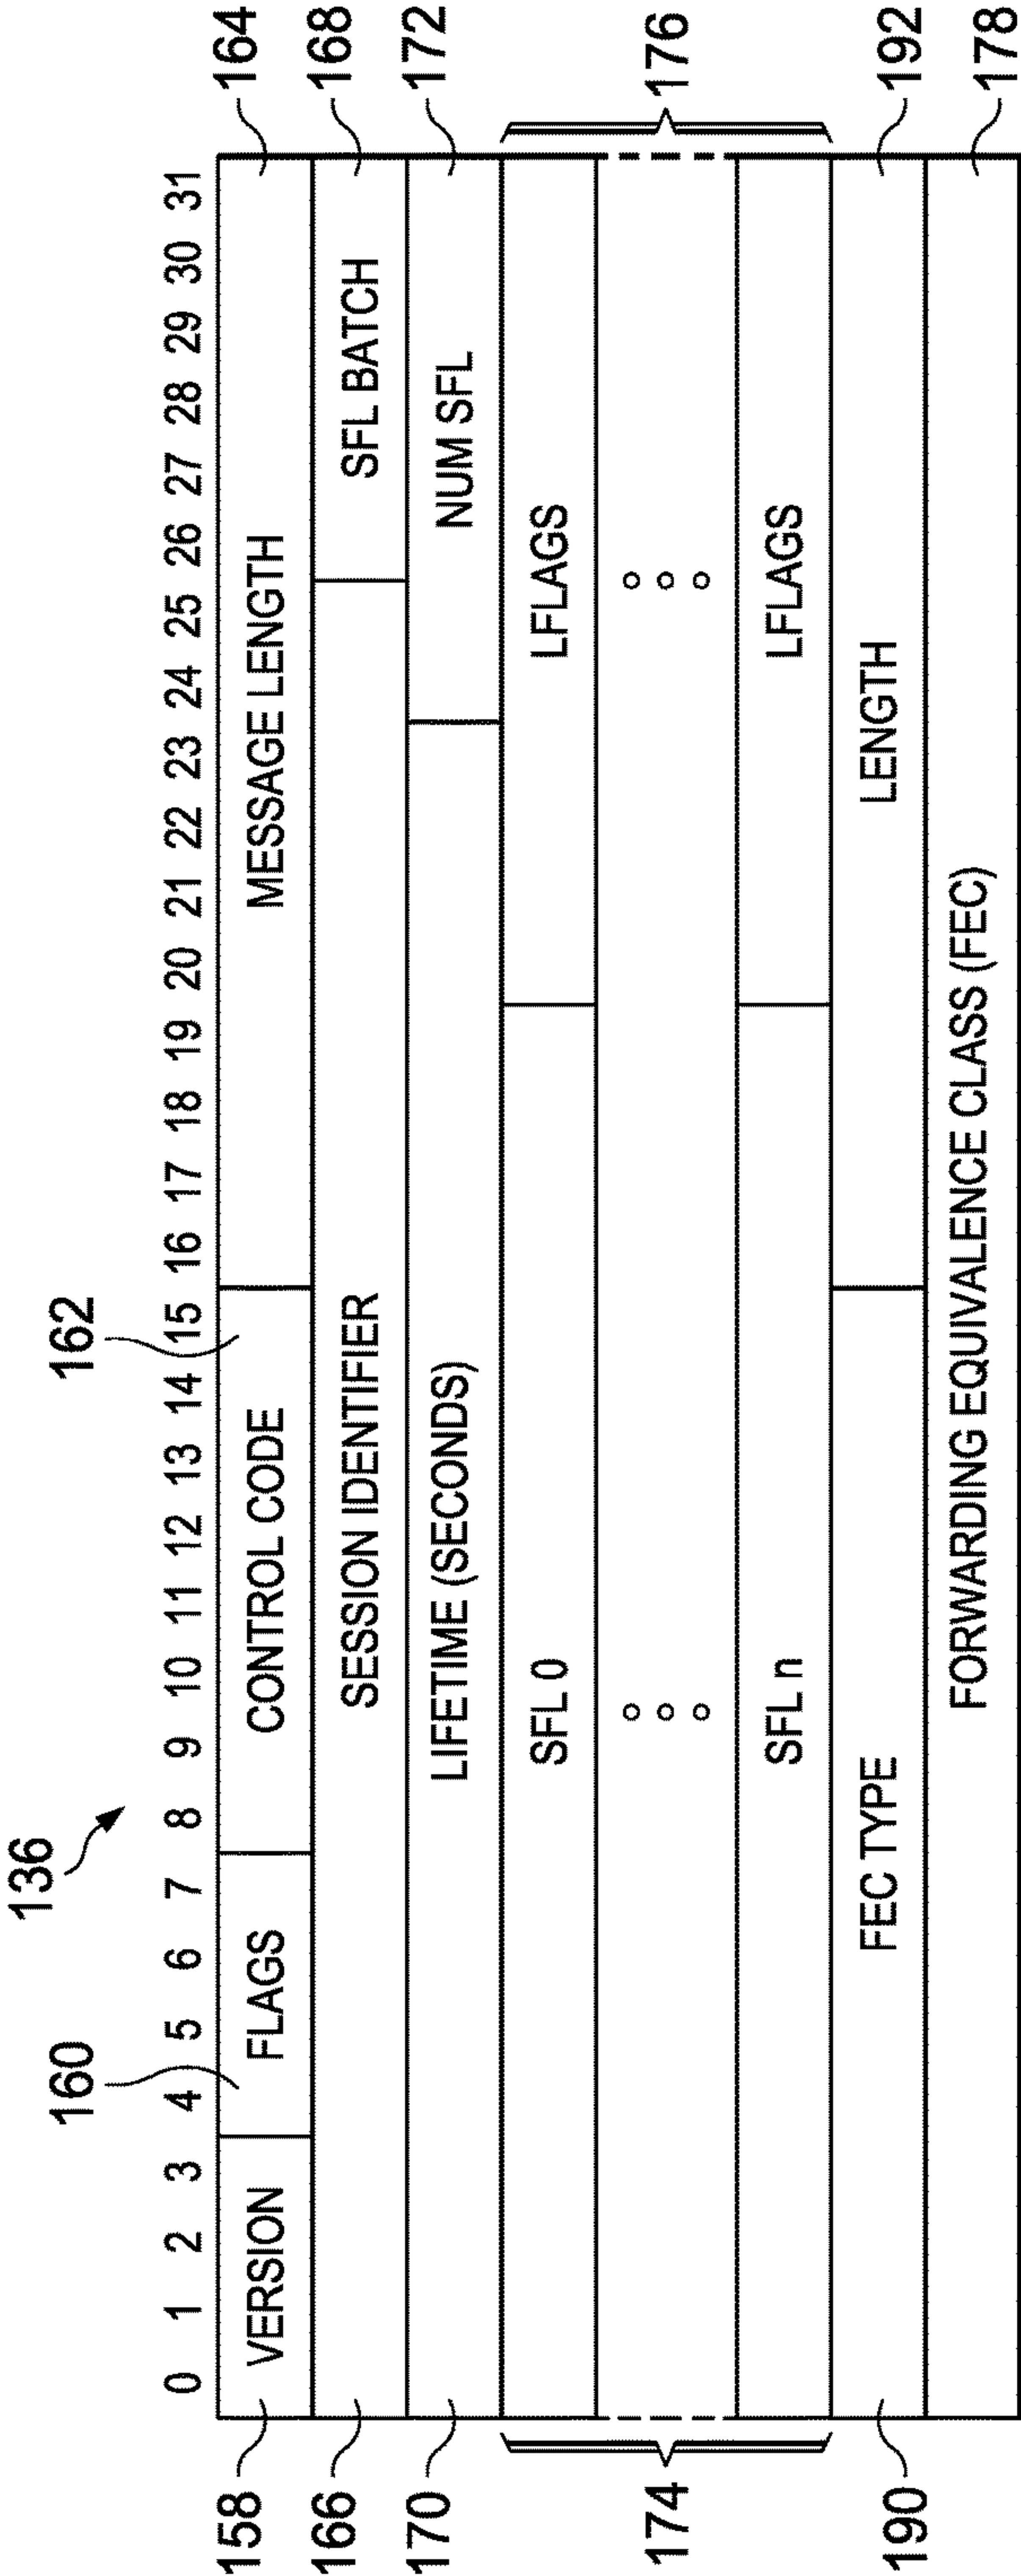 136
160
162
0 1 2 3 4 5 6 7 8 9 10 11 12 13 14 15 16 17 18 19 20 21 22 23 24 25 26 27 28 29 30 31
158 VERSION FLAGS CONTROL CODE MESSAGE LENGTH 164
166 SESSION IDENTIFIER SFL BATCH 168
170 LIFETIME (SECONDS) NUM SFL 172
SFL 0 LFLAGS
174 176
SFL n LFLAGS
190 FEC TYPE LENGTH 192
FORWARDING EQUIVALENCE CLASS (FEC) 178